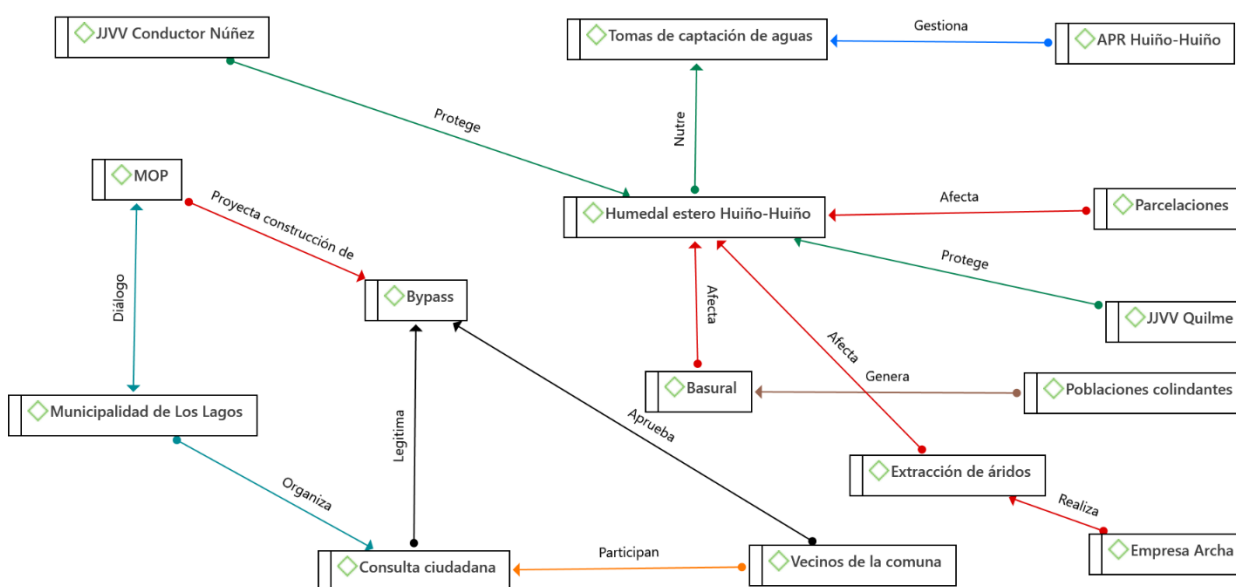 JJVV Conductor Núñez
Tomas de captación de aguas
Gestiona
APR Huiño-Huiño
Protege
Nutre
MOP
Proyecta construcción de
Humedal estero Huiño-Huiño
Afecta
Parcelaciones
Protege
Diálogo
Bypass
Afecta
JJVV Quilme
Afecta
Municipalidad de Los Lagos
Basural
Genera
Poblaciones colindantes
Legitima
Aprueba
Extracción de áridos
Organiza
Realiza
Consulta ciudadana
Participan
Vecinos de la comuna
Empresa Archa